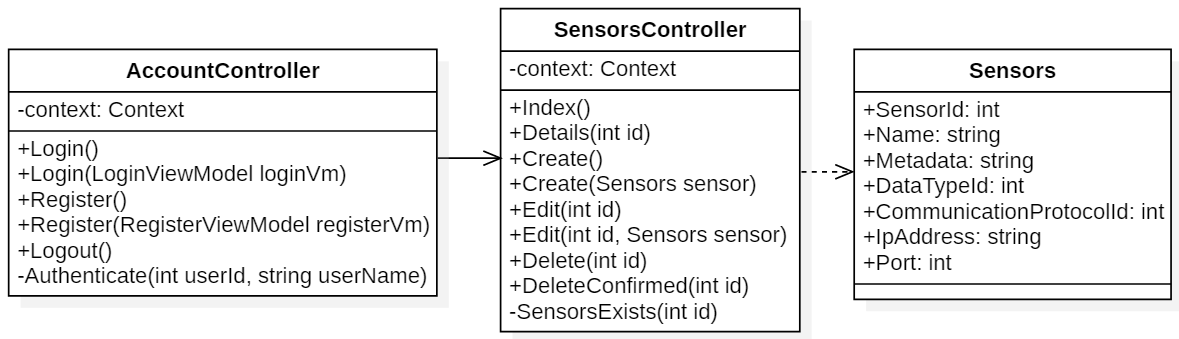 AccountController
-context: Context
+Login()
+Login(LoginViewModel loginVm)
+Register()
+Register(RegisterViewModel registerVm)
+Logout()
-Authenticate(int userId, string userName)
SensorsController
-context: Context
+Index()
+Details(int id)
+Create()
+Create(Sensors sensor)
+Edit(int id)
+Edit(int id, Sensors sensor)
+Delete(int id)
+DeleteConfirmed(int id)
-SensorsExists(int id)
Sensors
+SensorId: int
+Name: string
+Metadata: string
+DataTypeId: int
+CommunicationProtocolId: int
+IpAddress: string
+Port: int